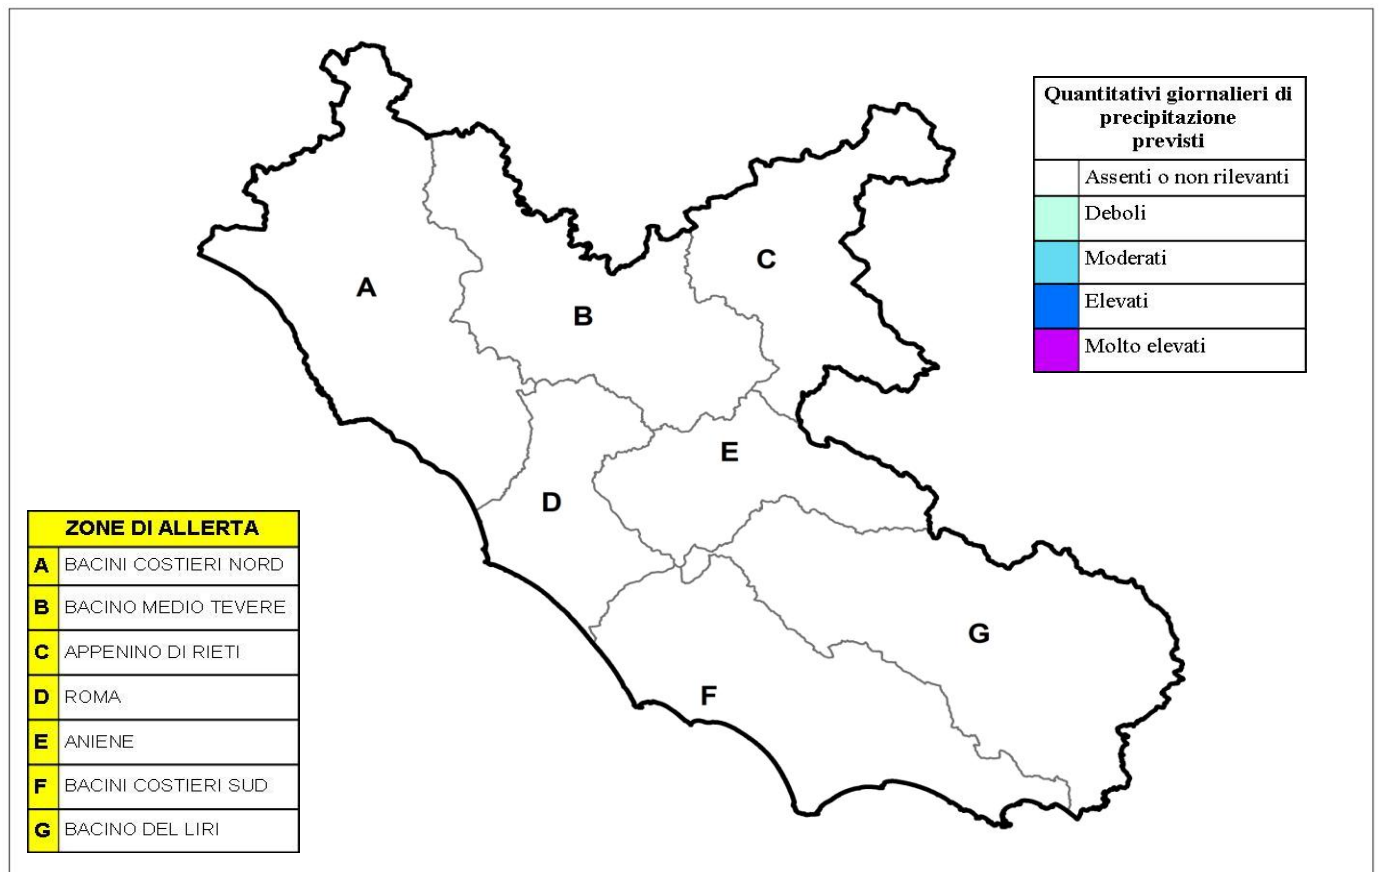 Quantitativi giornalieri di
precipitazione
previsti
Assenti o non rilevanti
Deboli
Moderati
Elevati
Molto elevati
A
B
C
D
E
F
G
ZONE DI ALLERTA
A BACINI COSTIERI NORD
B BACINO MEDIO TEVERE
C APPENINO DI RIETI
D ROMA
E ANIENE
F BACINI COSTIERI SUD
G BACINO DEL LIRI